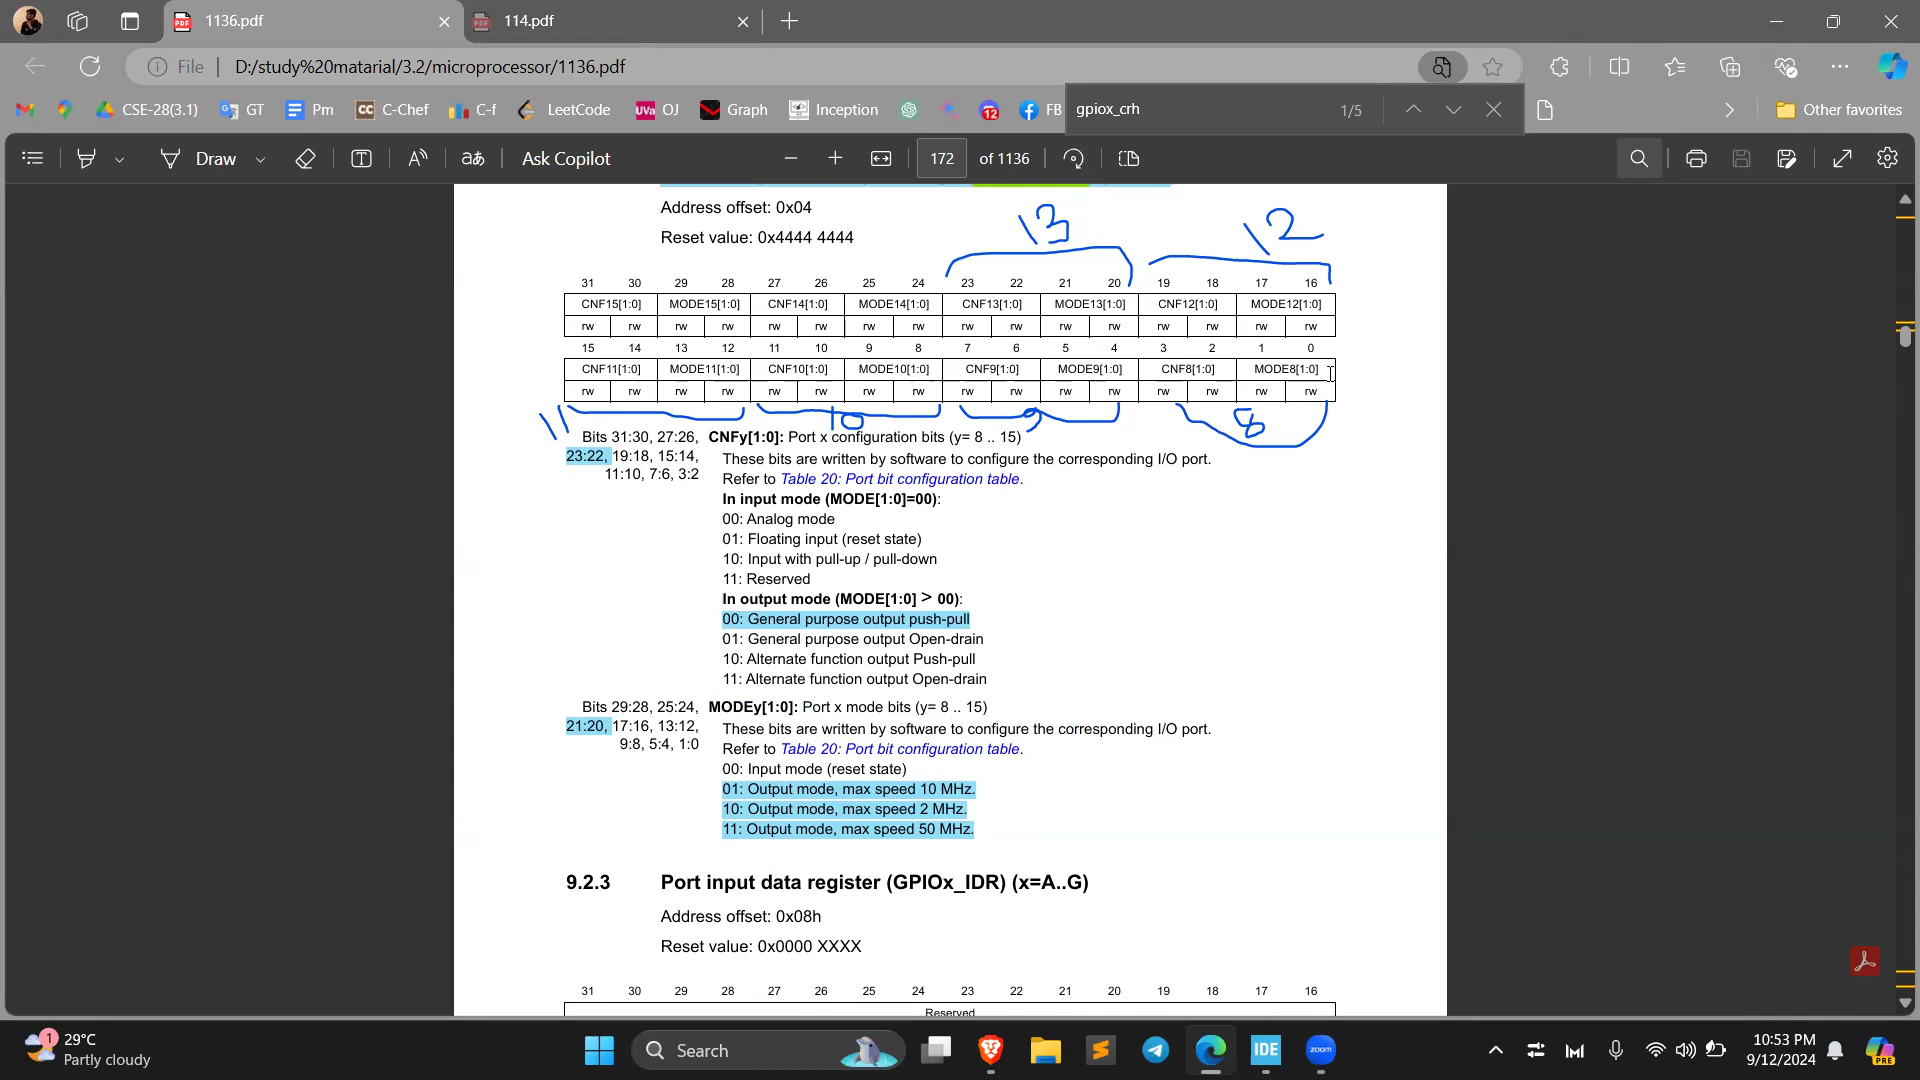 1136.pdf
114.pdf
File
D:/study%20matarial/3.2/microprocessor/1136.pdf
CSE-28(3.1) GT Pm C-Chef C-f LeetCode OJ Graph Inception 12 FB
gpiox_crh 1/5
Other favorites
Draw
Ask Copilot
172 of 1136
Address offset: 0x04
Reset value: 0x4444 4444
13 12
31 30 29 28 27 26 25 24 23 22 21 20 19 18 17 16
CNF15[1:0] MODE15[1:0] CNF14[1:0] MODE14[1:0] CNF13[1:0] MODE13[1:0] CNF12[1:0] MODE12[1:0]
rw rw rw rw rw rw rw rw rw rw rw rw rw rw rw rw
15 14 13 12 11 10 9 8 7 6 5 4 3 2 1 0
CNF11[1:0] MODE11[1:0] CNF10[1:0] MODE10[1:0] CNF9[1:0] MODE9[1:0] CNF8[1:0] MODE8[1:0]
rw rw rw rw rw rw rw rw rw rw rw rw rw rw rw rw
11 10 9 8
Bits 31:30, 27:26, CNFy[1:0]: Port x configuration bits (y= 8 .. 15)
23:22, 19:18, 15:14, These bits are written by software to configure the corresponding I/O port.
11:10, 7:6, 3:2 Refer to Table 20: Port bit configuration table.
In input mode (MODE[1:0]=00):
00: Analog mode
01: Floating input (reset state)
10: Input with pull-up / pull-down
11: Reserved
In output mode (MODE[1:0] > 00):
00: General purpose output push-pull
01: General purpose output Open-drain
10: Alternate function output Push-pull
11: Alternate function output Open-drain
Bits 29:28, 25:24, MODEy[1:0]: Port x mode bits (y= 8 .. 15)
21:20, 17:16, 13:12, These bits are written by software to configure the corresponding I/O port.
9:8, 5:4, 1:0 Refer to Table 20: Port bit configuration table.
00: Input mode (reset state)
01: Output mode, max speed 10 MHz.
10: Output mode, max speed 2 MHz.
11: Output mode, max speed 50 MHz.
9.2.3 Port input data register (GPIOx_IDR) (x=A..G)
Address offset: 0x08h
Reset value: 0x0000 XXXX
31 30 29 28 27 26 25 24 23 22 21 20 19 18 17 16
Reserved
1 29°C
Partly cloudy
Search
IDE
zoom
10:53 PM
9/12/2024
PRE